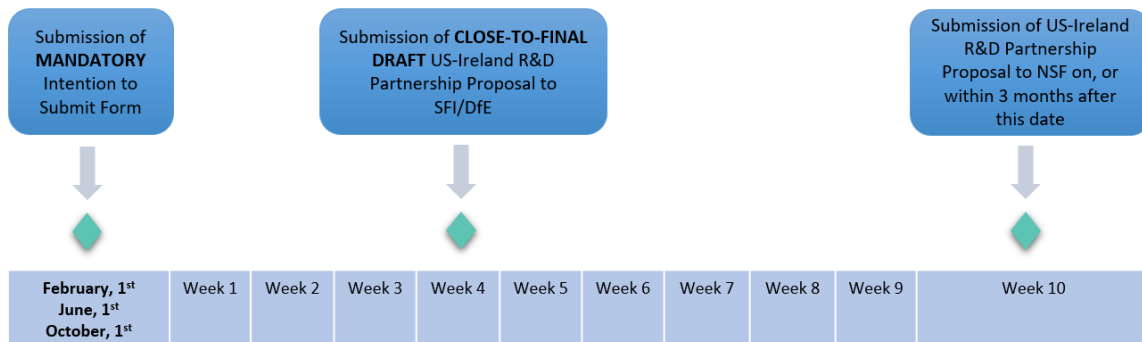 Submission of
MANDATORY
Intention to
Submit Form
Submission of CLOSE-TO-FINAL
DRAFT US-Ireland R&D
Partnership Proposal to
SFI/DfE
Submission of US-Ireland
R&D Partnership
Proposal to NSF on, or
within 3 months after
this date
February, 1st
June, 1st
October, 1st
Week 1
Week 2
Week 3
Week 4
Week 5
Week 6
Week 7
Week 8
Week 9
Week 10